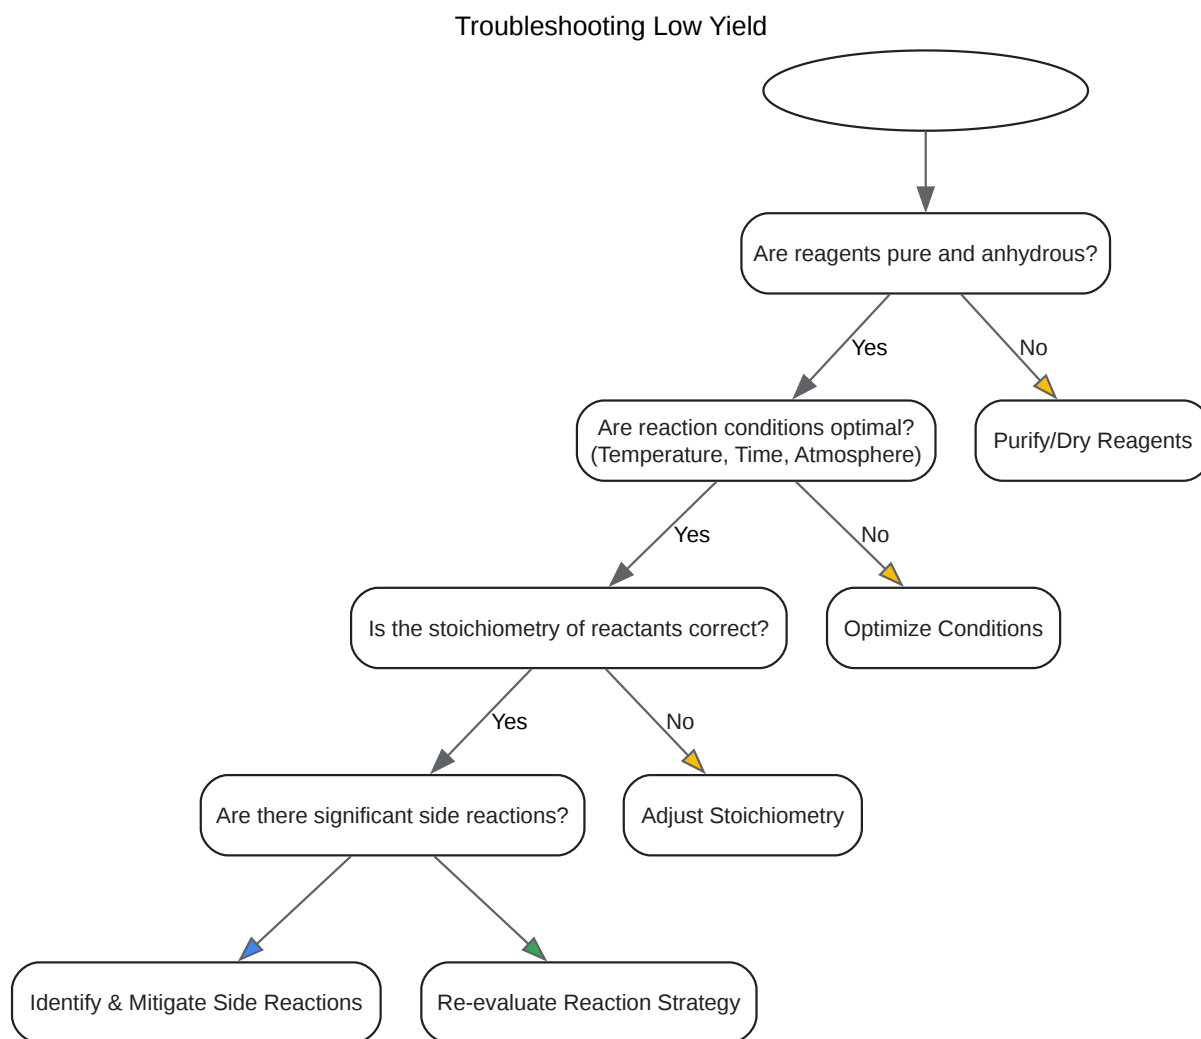 Troubleshooting Low Yield
Are reagents pure and anhydrous?
Yes
No
Are reaction conditions optimal?
(Temperature, Time, Atmosphere)
Purify/Dry Reagents
Yes
No
Is the stoichiometry of reactants correct?
Optimize Conditions
Yes
No
Are there significant side reactions?
Adjust Stoichiometry
Identify & Mitigate Side Reactions
Re-evaluate Reaction Strategy